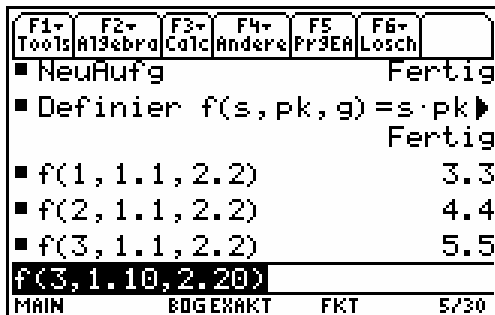 F1▾ F2▾ F3▾ F4▾ F5 F6▾
Tools Algebra Calc Andere PrgEA Lösch
▪ NeuAufg Fertig
▪ Definier f(s,pk,g)=s·pk▶
Fertig
▪ f(1,1.1,2.2) 3.3
▪ f(2,1.1,2.2) 4.4
▪ f(3,1.1,2.2) 5.5
f(3,1.10,2.20)
MAIN BOG EXAKT FKT 5/30